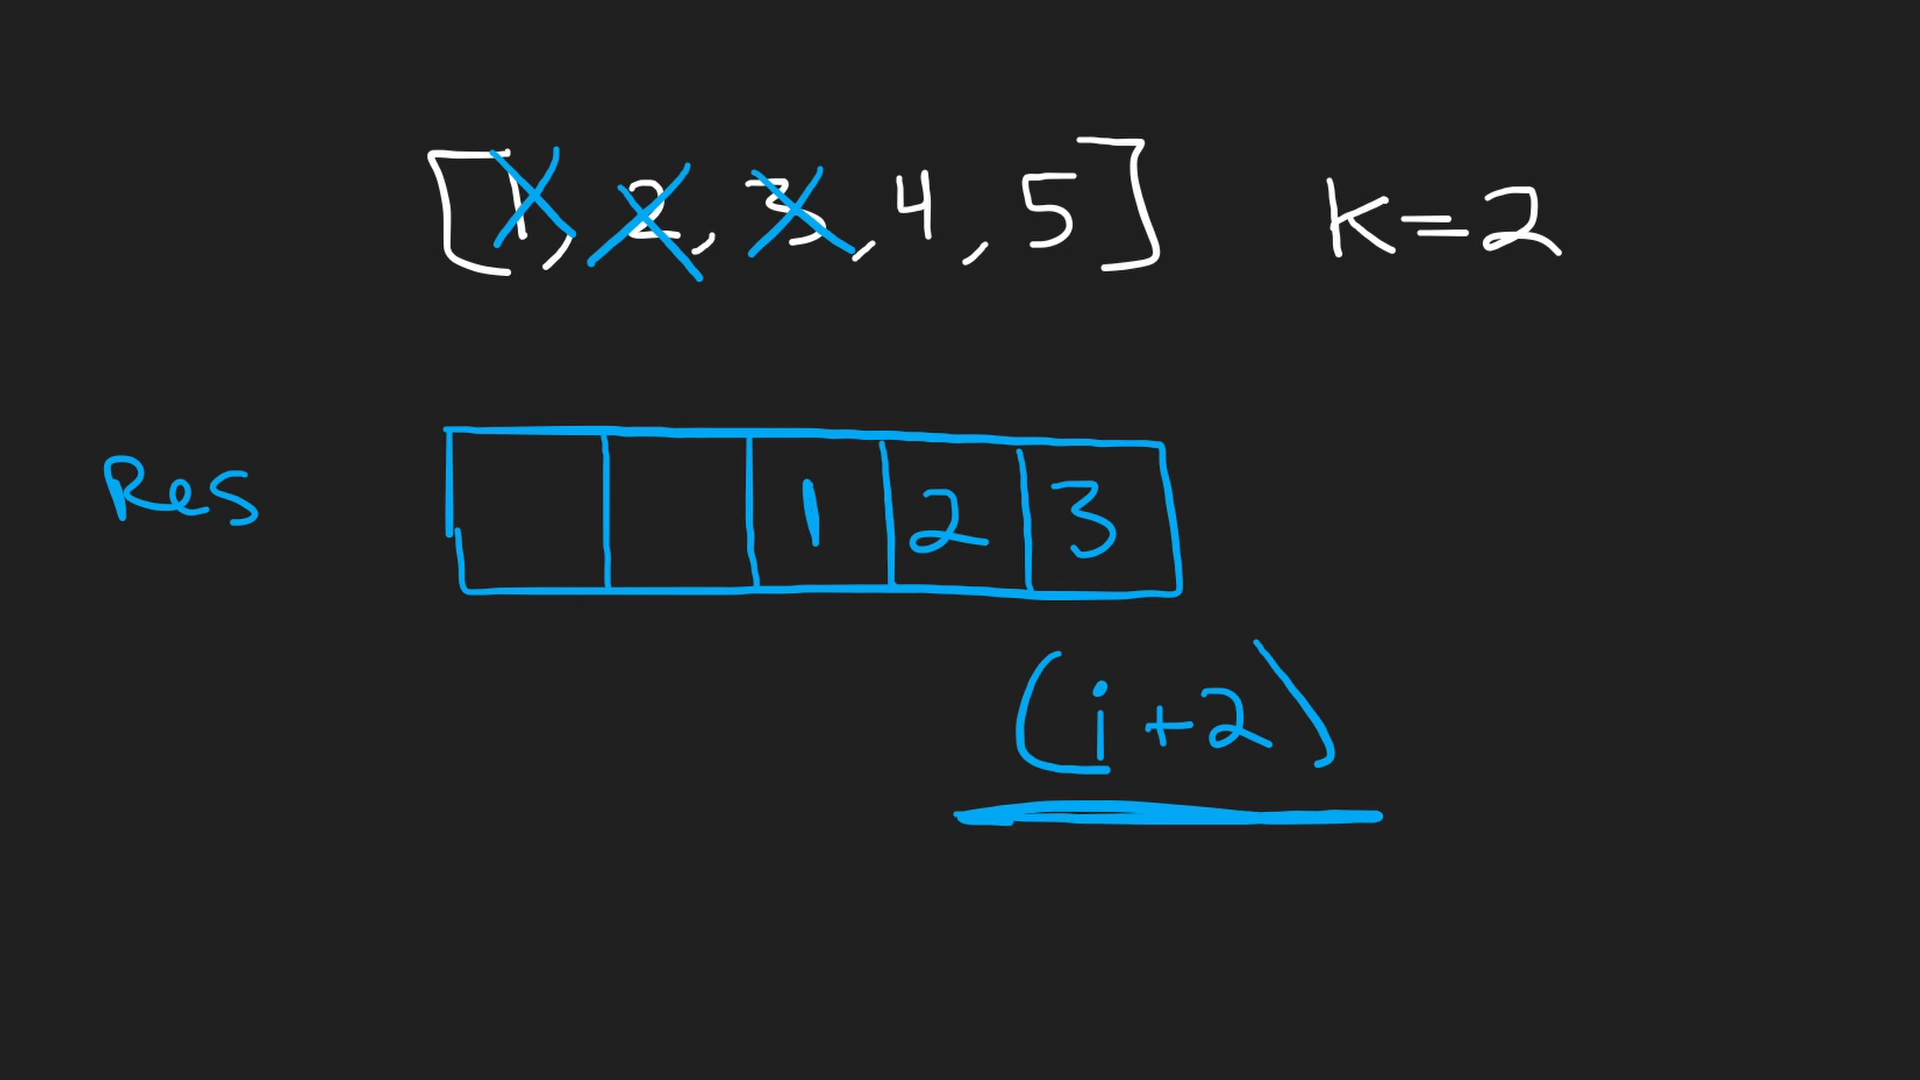 [1, 2, 3, 4, 5] K=2
Res 1 2 3
(i+2)